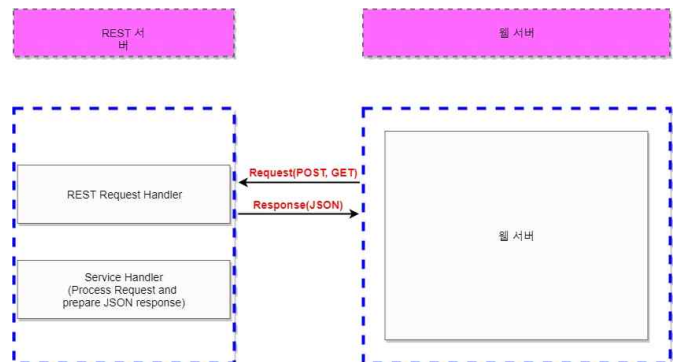 REST 서
버
웹 서버
Request(POST, GET)
REST Request Handler
Response(JSON)
웹 서버
Service Handler
(Process Request and
prepare JSON response)